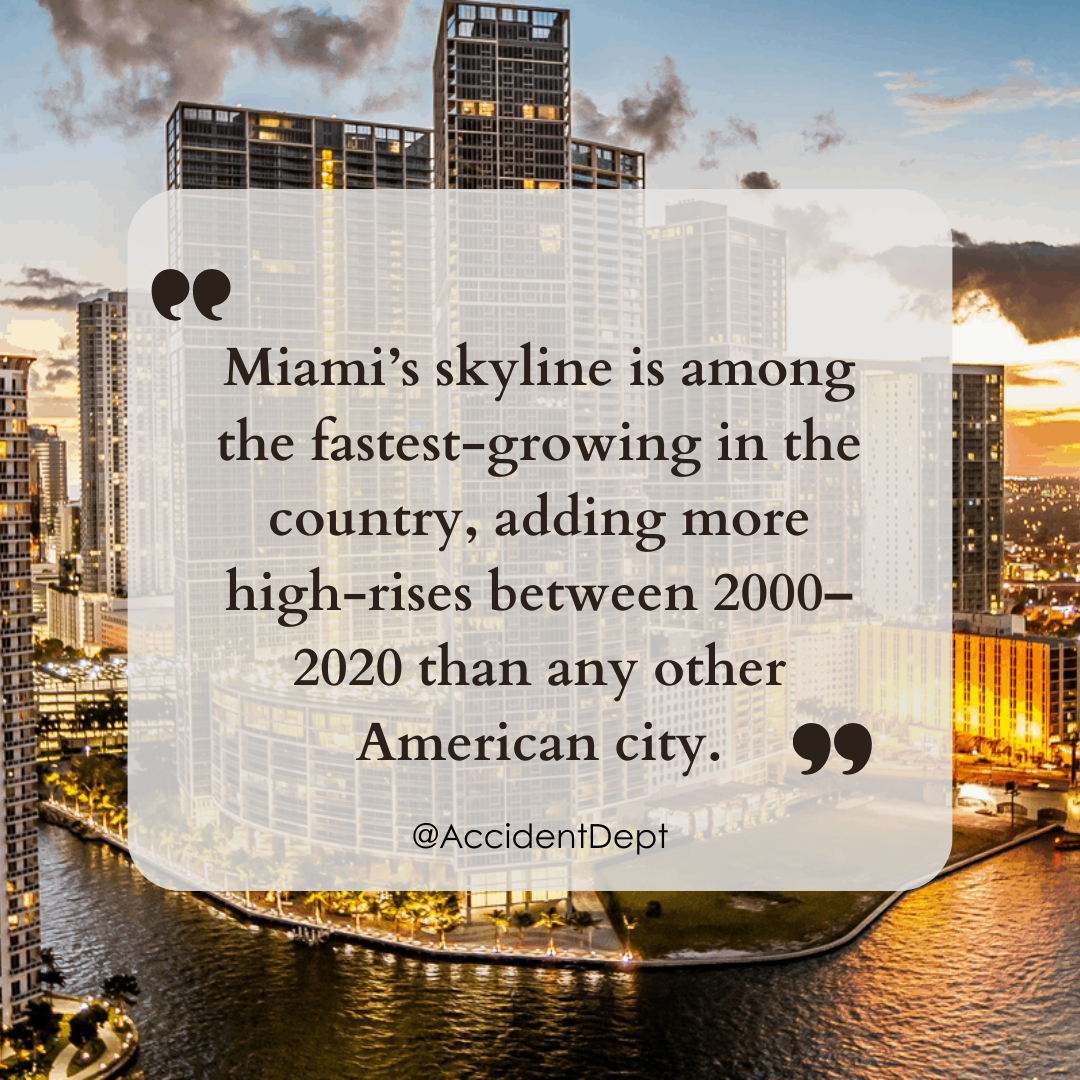 “
Miami’s skyline is among
the fastest-growing in the
country, adding more
high-rises between 2000–
2020 than any other
American city. ”
@AccidentDept